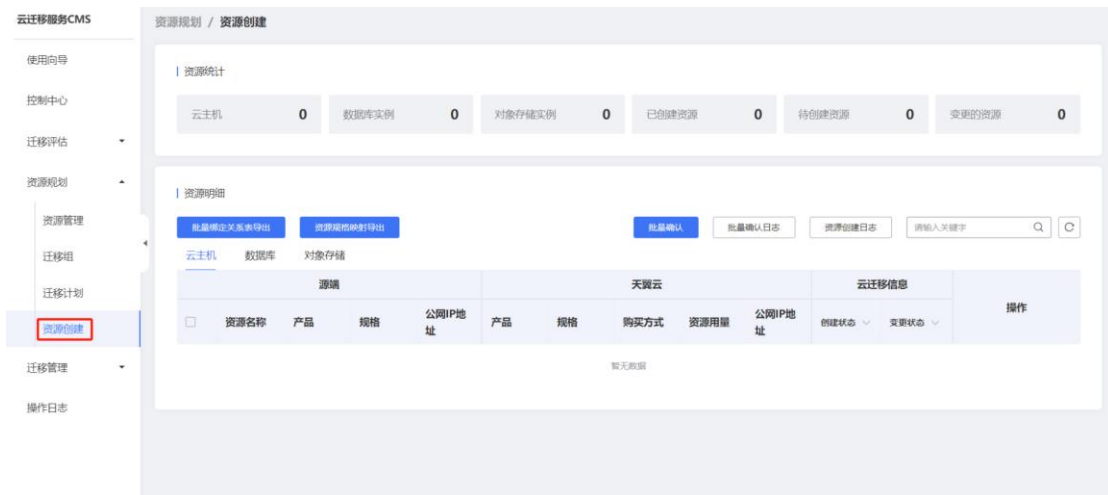 云迁移服务CMS
资源规划 / 资源创建
使用向导
控制中心
迁移评估
资源规划
资源管理
迁移组
迁移计划
资源创建
迁移管理
操作日志
资源统计
云主机 0 数据库实例 0 对象存储实例 0 已创建资源 0 待创建资源 0 变更的资源 0
资源明细
批量绑定关系表导出 资源规格映射导出 批量确认 批量确认日志 资源创建日志 请输入关键字
云主机 数据库 对象存储
源端 天翼云 云迁移信息 操作
资源名称 产品 规格 公网IP地址 产品 规格 购买方式 资源用量 公网IP地址 创建状态 变更状态
暂无数据